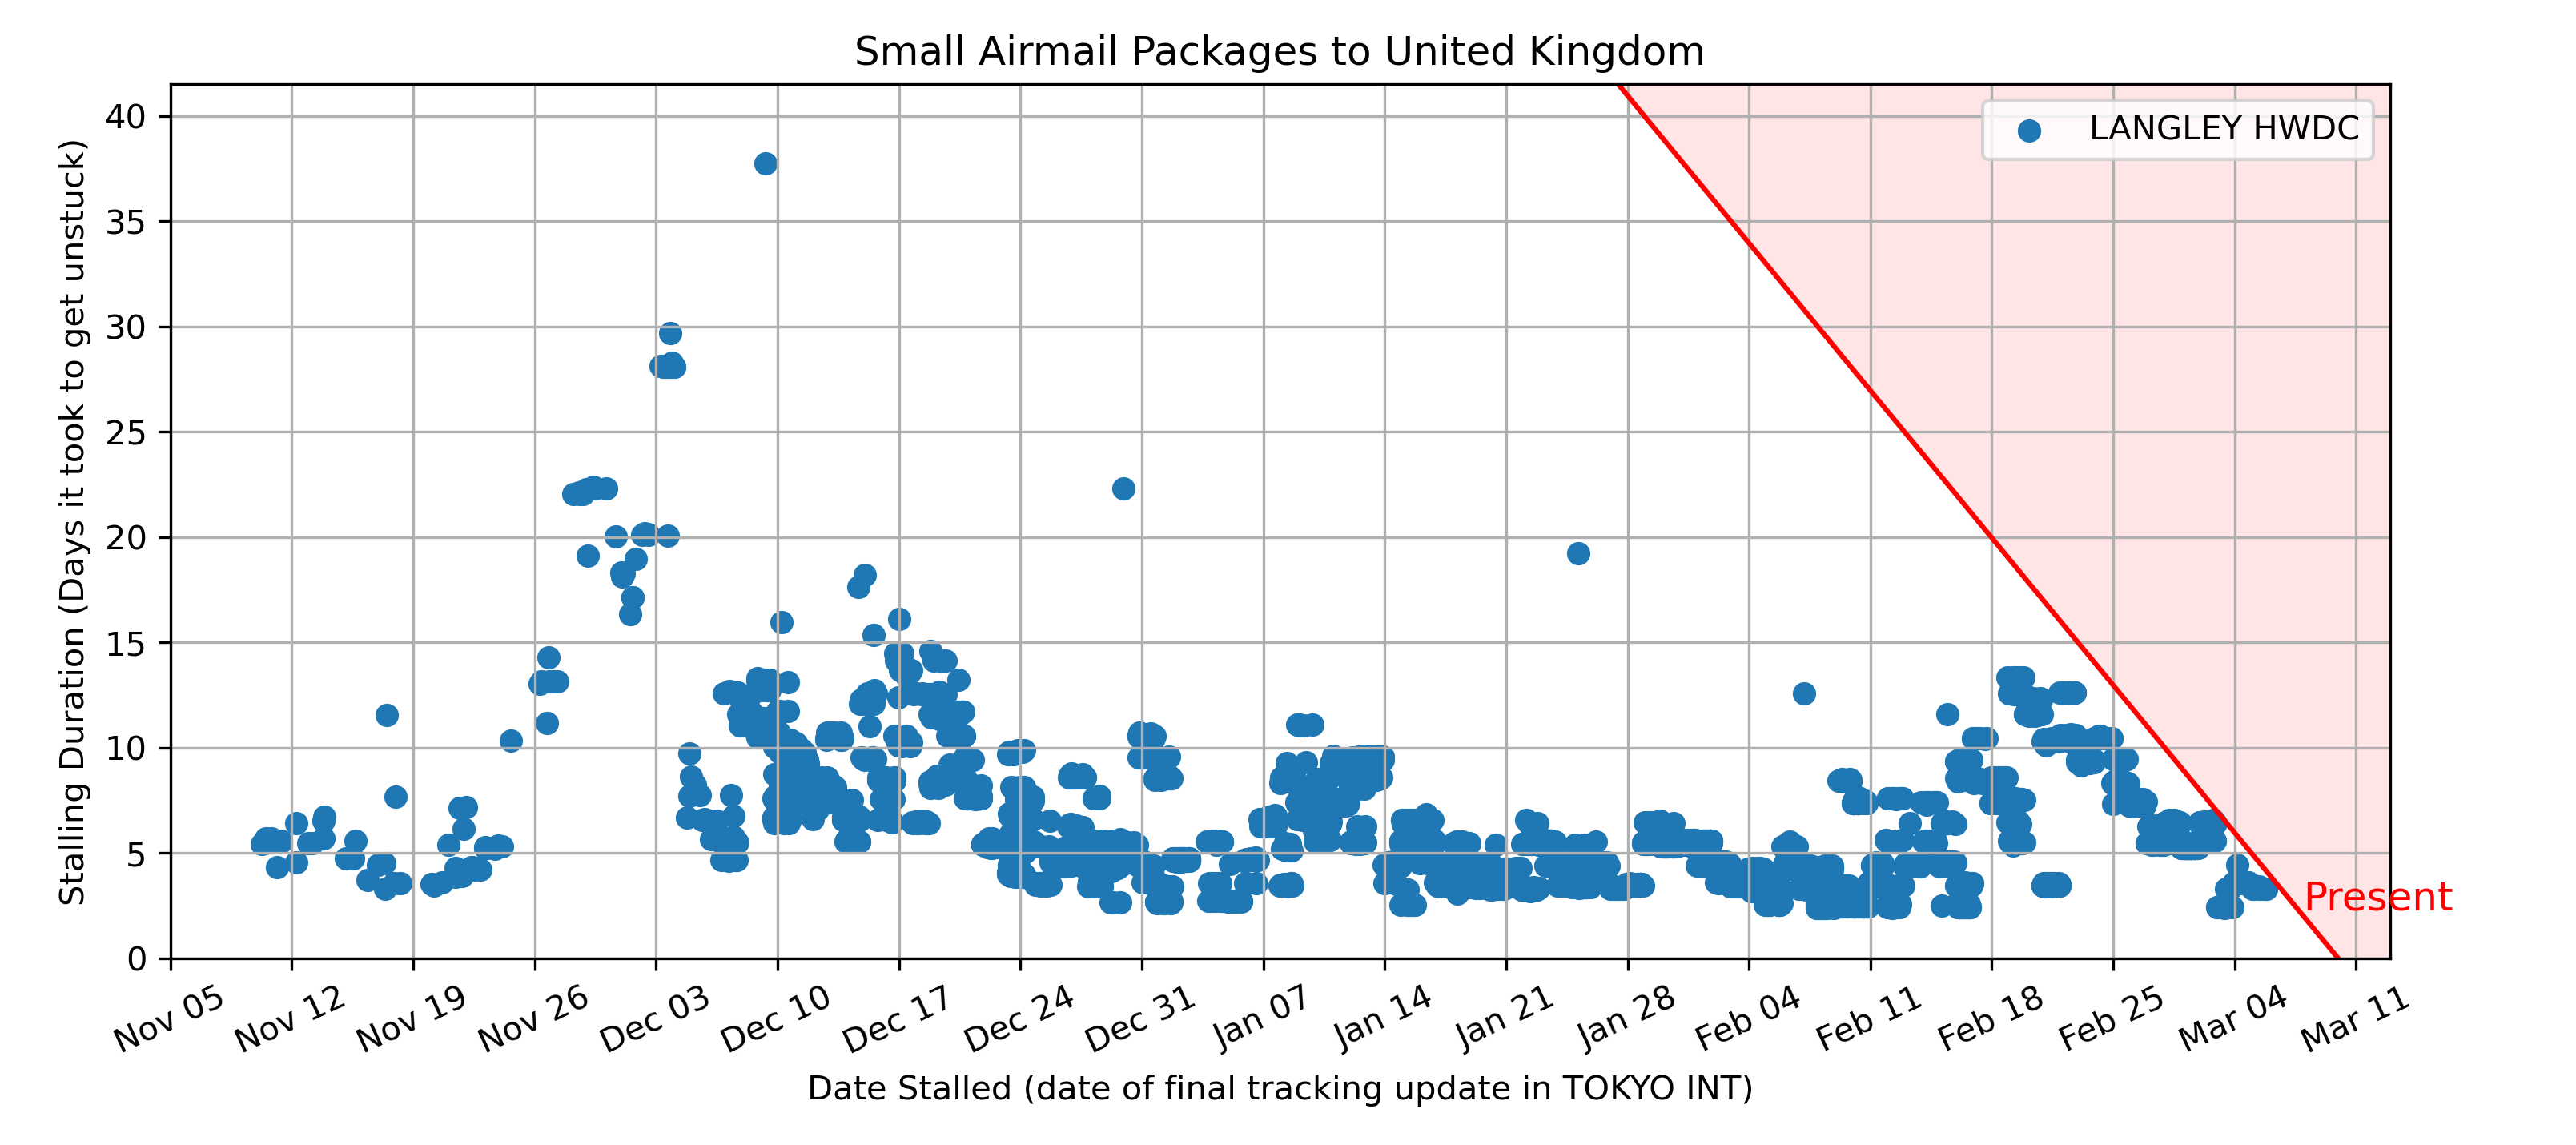 Small Airmail Packages to United Kingdom
LANGLEY HWDC
Stalling Duration (Days it took to get unstuck)
40
35
30
25
20
15
10
5
0
Present
Nov 05 Nov 12 Nov 19 Nov 26 Dec 03 Dec 10 Dec 17 Dec 24 Dec 31 Jan 07 Jan 14 Jan 21 Jan 28 Feb 04 Feb 11 Feb 18 Feb 25 Mar 04 Mar 11
Date Stalled (date of final tracking update in TOKYO INT)